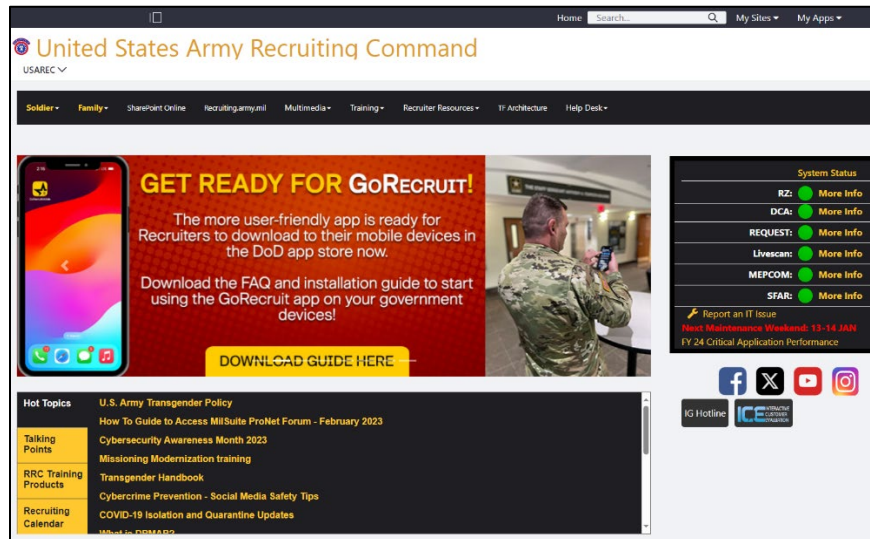 Home Search... My Sites My Apps
United States Army Recruiting Command
USAREC
Soldier Family SharePoint Online Recruiting.army.mil Multimedia Training Recruiter Resources TF Architecture Help Desk
GET READY FOR GORECRUIT!
The more user-friendly app is ready for
Recruiters to download to their mobile devices in
the DoD app store now.
Download the FAQ and installation guide to start
using the GoRecruit app on your government
devices!
DOWNLOAD GUIDE HERE
System Status
RZ: More Info
DCA: More Info
REQUEST: More Info
Livescan: More Info
MEPCOM: More Info
SFAR: More Info
Report an IT Issue
Next Maintenance Weekend: 13-14 JAN
FY 24 Critical Application Performance
IG Hotline
ICE INTERACTIVE
CUSTOMER
EVALUATION
Hot Topics
Talking
Points
RRC Training
Products
Recruiting
Calendar
U.S. Army Transgender Policy
How To Guide to Access MilSuite ProNet Forum - February 2023
Cybersecurity Awareness Month 2023
Missioning Modernization training
Transgender Handbook
Cybercrime Prevention - Social Media Safety Tips
COVID-19 Isolation and Quarantine Updates